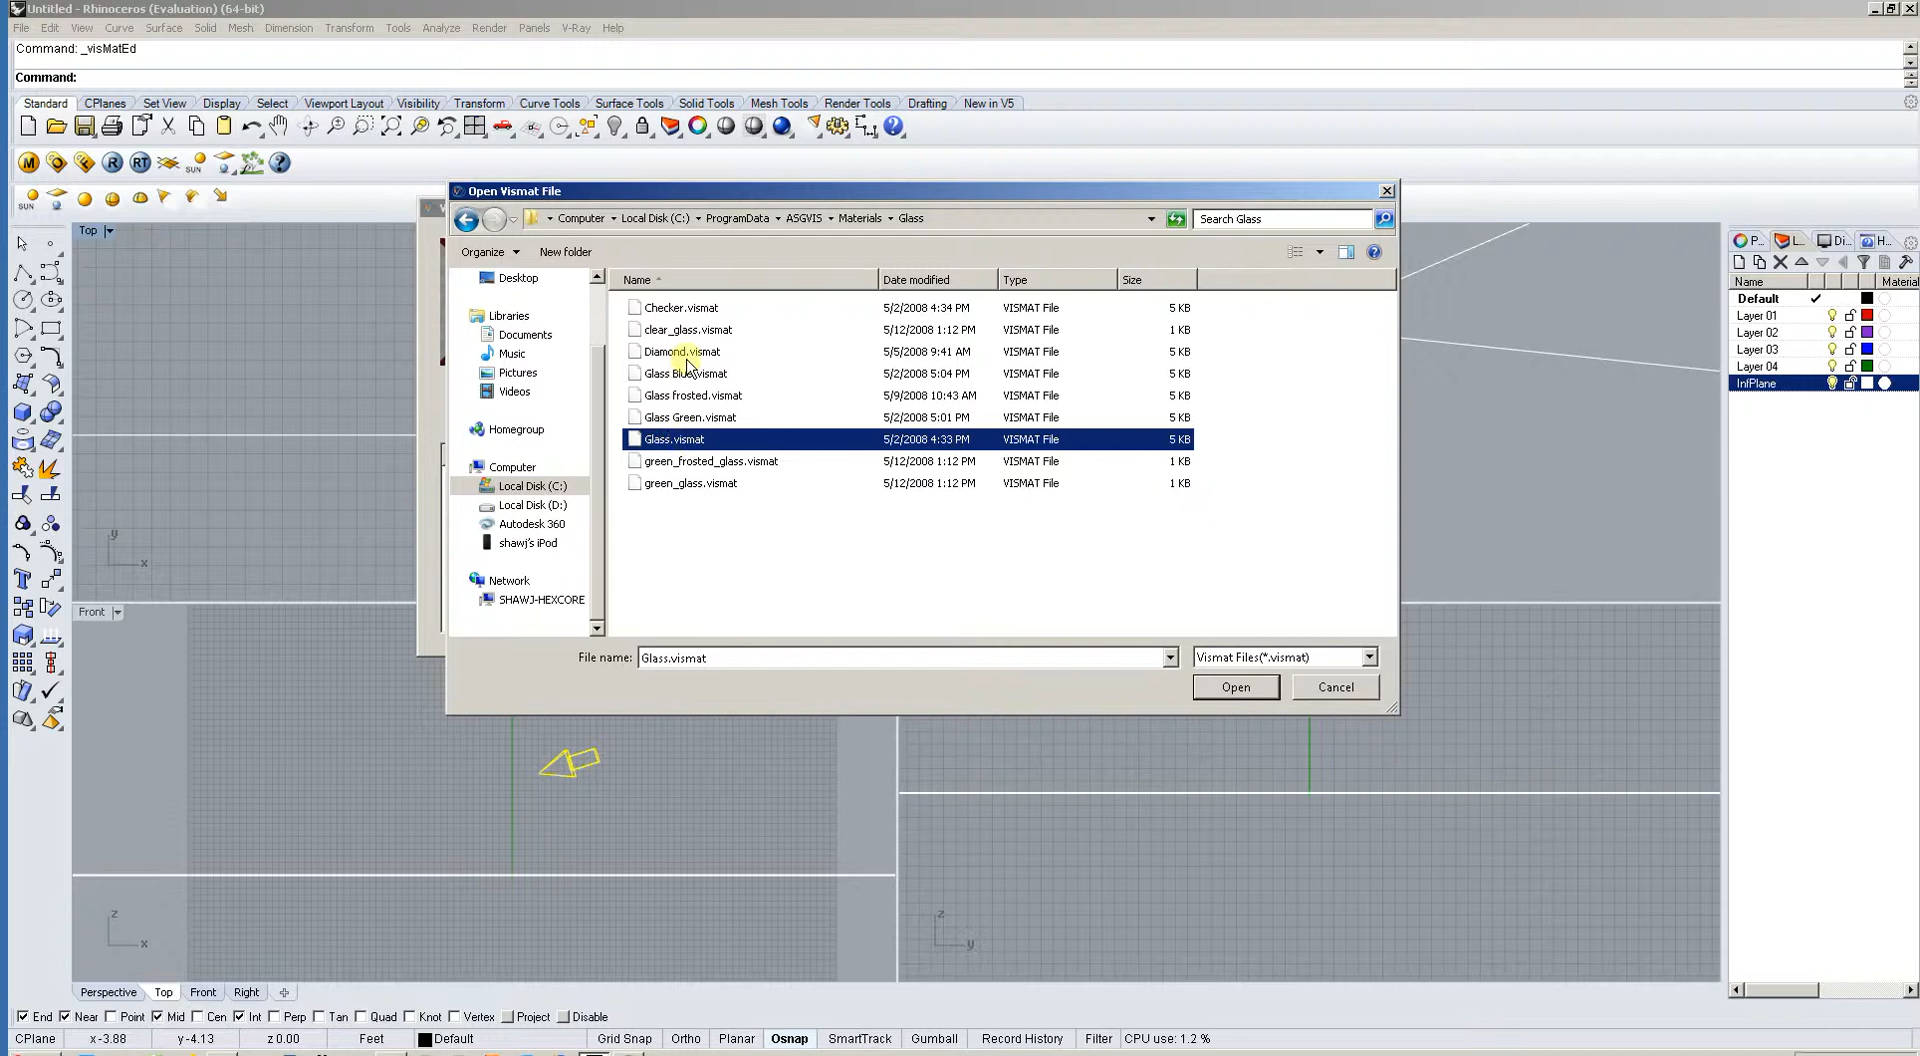 Untitled - Rhinoceros (Evaluation) (64-bit)
File Edit View Curve Surface Solid Mesh Dimension Transform Tools Analyze Render Panels V-Ray Help
Command: _visMatEd
Command:
Standard CPlanes Set View Display Select Viewport Layout Visibility Transform Curve Tools Surface Tools Solid Tools Mesh Tools Render Tools Drafting New in V5
M O F R RT SUN
SUN
Open Vismat File
Computer Local Disk (C:) ProgramData ASGVIS Materials Glass
Search Glass
Organize New folder
Name Date modified Type Size
Checker.vismat 5/2/2008 4:34 PM VISMAT File 5 KB
clear_glass.vismat 5/12/2008 1:12 PM VISMAT File 1 KB
Diamond.vismat 5/5/2008 9:41 AM VISMAT File 5 KB
Glass Blue.vismat 5/2/2008 5:04 PM VISMAT File 5 KB
Glass frosted.vismat 5/9/2008 10:43 AM VISMAT File 5 KB
Glass Green.vismat 5/2/2008 5:01 PM VISMAT File 5 KB
Glass.vismat 5/2/2008 4:33 PM VISMAT File 5 KB
green_frosted_glass.vismat 5/12/2008 1:12 PM VISMAT File 1 KB
green_glass.vismat 5/12/2008 1:12 PM VISMAT File 1 KB
Desktop
Libraries
Documents
Music
Pictures
Videos
Homegroup
Computer
Local Disk (C:)
Local Disk (D:)
Autodesk 360
shawj's iPod
Network
SHAWJ-HEXCORE
File name: Glass.vismat
Vismat Files(*.vismat)
Open Cancel
P... L... Di... H...
Name Material
Default
Layer 01
Layer 02
Layer 03
Layer 04
InfPlane
Top
y
x
Front
z
x
z
y
Perspective Top Front Right
End Near Point Mid Cen Int Perp Tan Quad Knot Vertex Project Disable
CPlane x-3.88 y-4.13 z 0.00 Feet Default Grid Snap Ortho Planar Osnap SmartTrack Gumball Record History Filter CPU use: 1.2 %